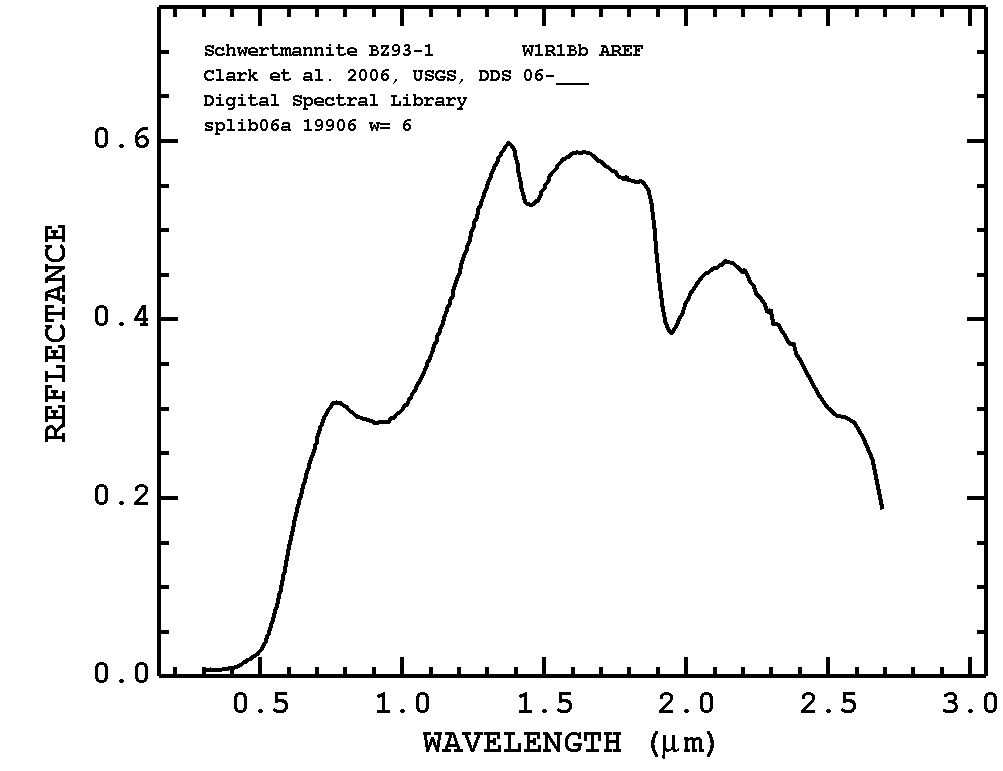 Schwertmannite BZ93-1 W1R1Bb AREF
Clark et al. 2006, USGS, DDS 06-___
Digital Spectral Library
splib06a 19906 w= 6
REFLECTANCE
0.6
0.4
0.2
0.0
0.5 1.0 1.5 2.0 2.5 3.0
WAVELENGTH (μm)